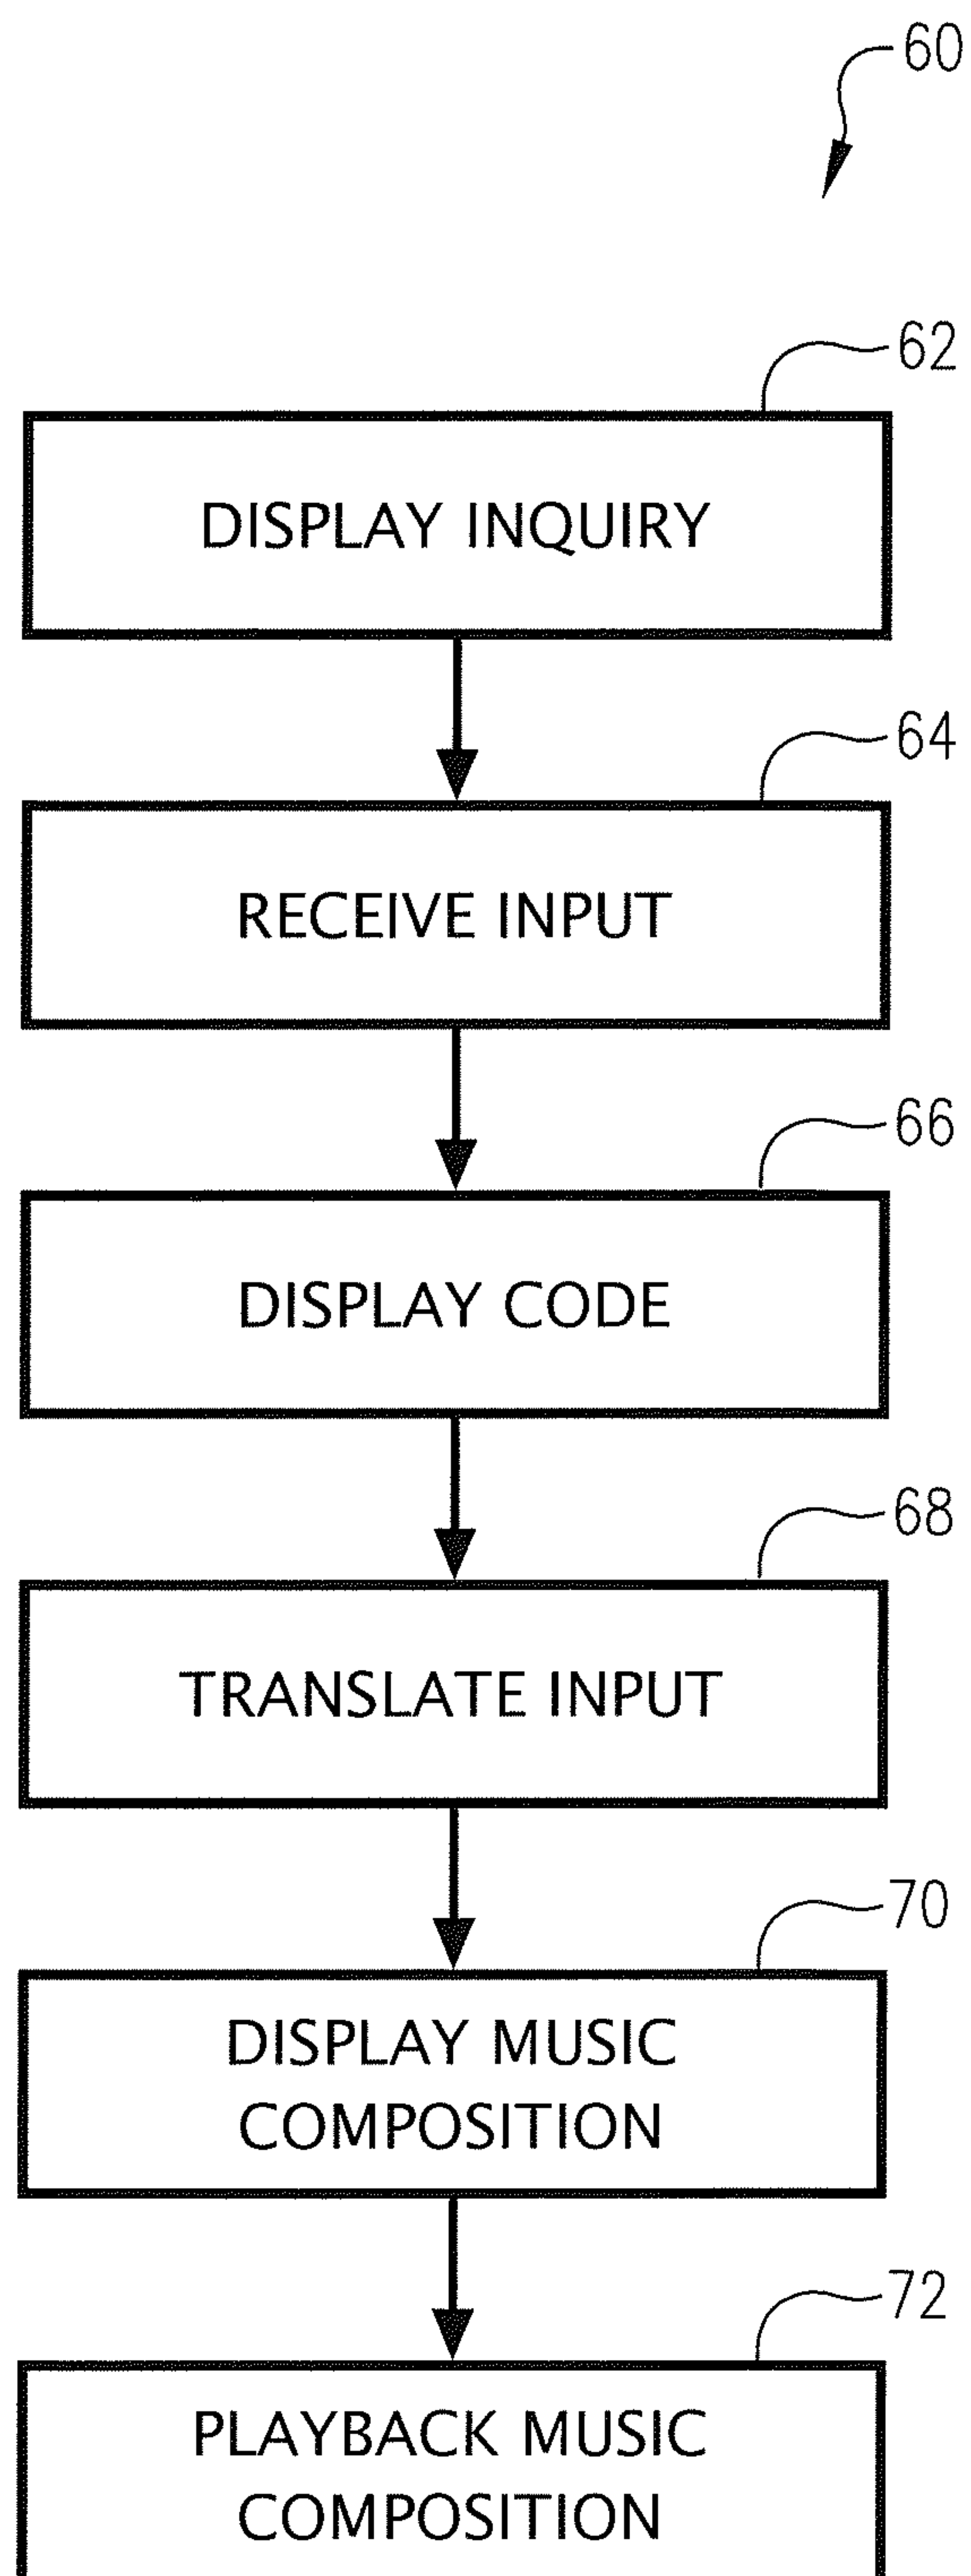 60
62
DISPLAY INQUIRY
64
RECEIVE INPUT
66
DISPLAY CODE
68
TRANSLATE INPUT
70
DISPLAY MUSIC
COMPOSITION
72
PLAYBACK MUSIC
COMPOSITION